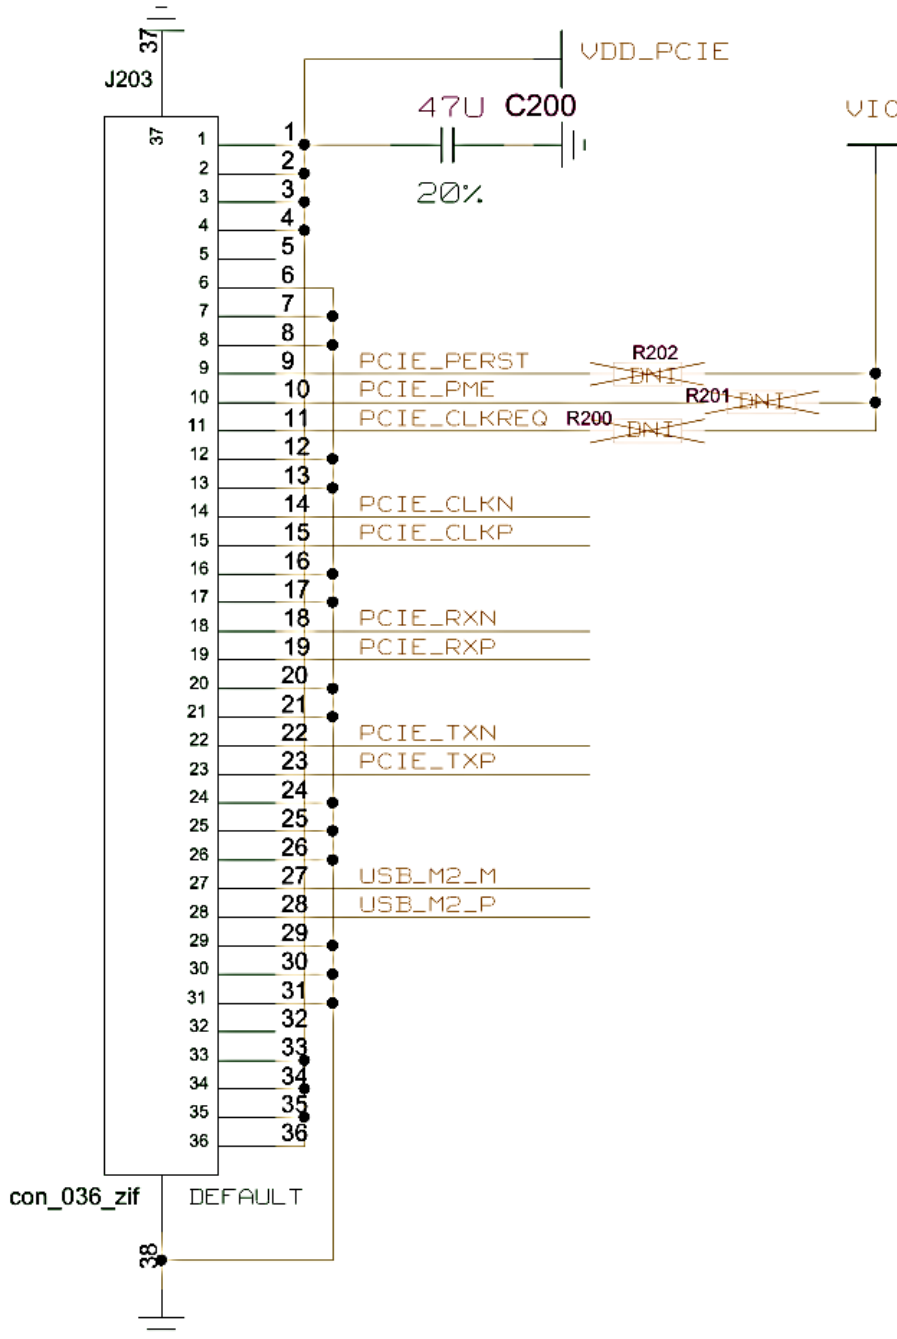 37
J203
VDD_PCIE
47U C200
VIO
20%
37
1 1
2 2
3 3
4 4
5 5
6 6
7 7
8 8
9 9 PCIE_PERST R202 DNI
10 10 PCIE_PME R201 DNI
11 11 PCIE_CLKREQ R200 DNI
12 12
13 13
14 14 PCIE_CLKN
15 15 PCIE_CLKP
16 16
17 17
18 18 PCIE_RXN
19 19 PCIE_RXP
20 20
21 21
22 22 PCIE_TXN
23 23 PCIE_TXP
24 24
25 25
26 26
27 27 USB_M2_M
28 28 USB_M2_P
29 29
30 30
31 31
32 32
33 33
34 34
35 35
36 36
con_036_zif DEFAULT
38